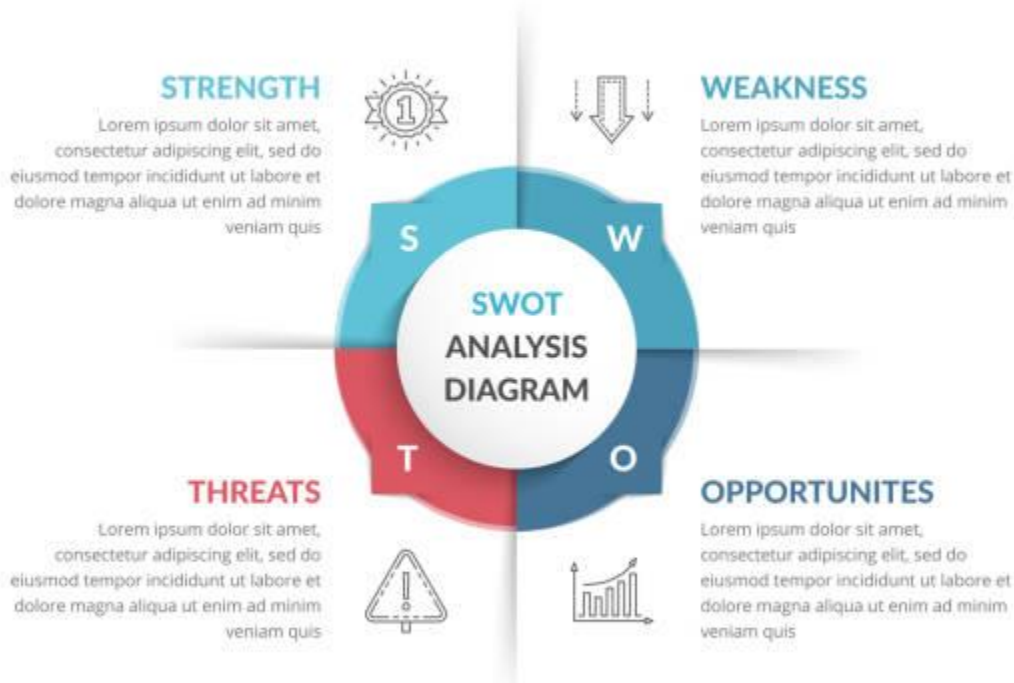 STRENGTH
Lorem ipsum dolor sit amet,
consectetur adipiscing elit, sed do
eiusmod tempor incididunt ut labore et
dolore magna aliqua ut enim ad minim
veniam quis
1
WEAKNESS
Lorem ipsum dolor sit amet,
consectetur adipiscing elit, sed do
eiusmod tempor incididunt ut labore et
dolore magna aliqua ut enim ad minim
veniam quis
S
W
SWOT
ANALYSIS
DIAGRAM
T
O
THREATS
Lorem ipsum dolor sit amet,
consectetur adipiscing elit, sed do
eiusmod tempor incididunt ut labore et
dolore magna aliqua ut enim ad minim
veniam quis
!
OPPORTUNITES
Lorem ipsum dolor sit amet,
consectetur adipiscing elit, sed do
eiusmod tempor incididunt ut labore et
dolore magna aliqua ut enim ad minim
veniam quis